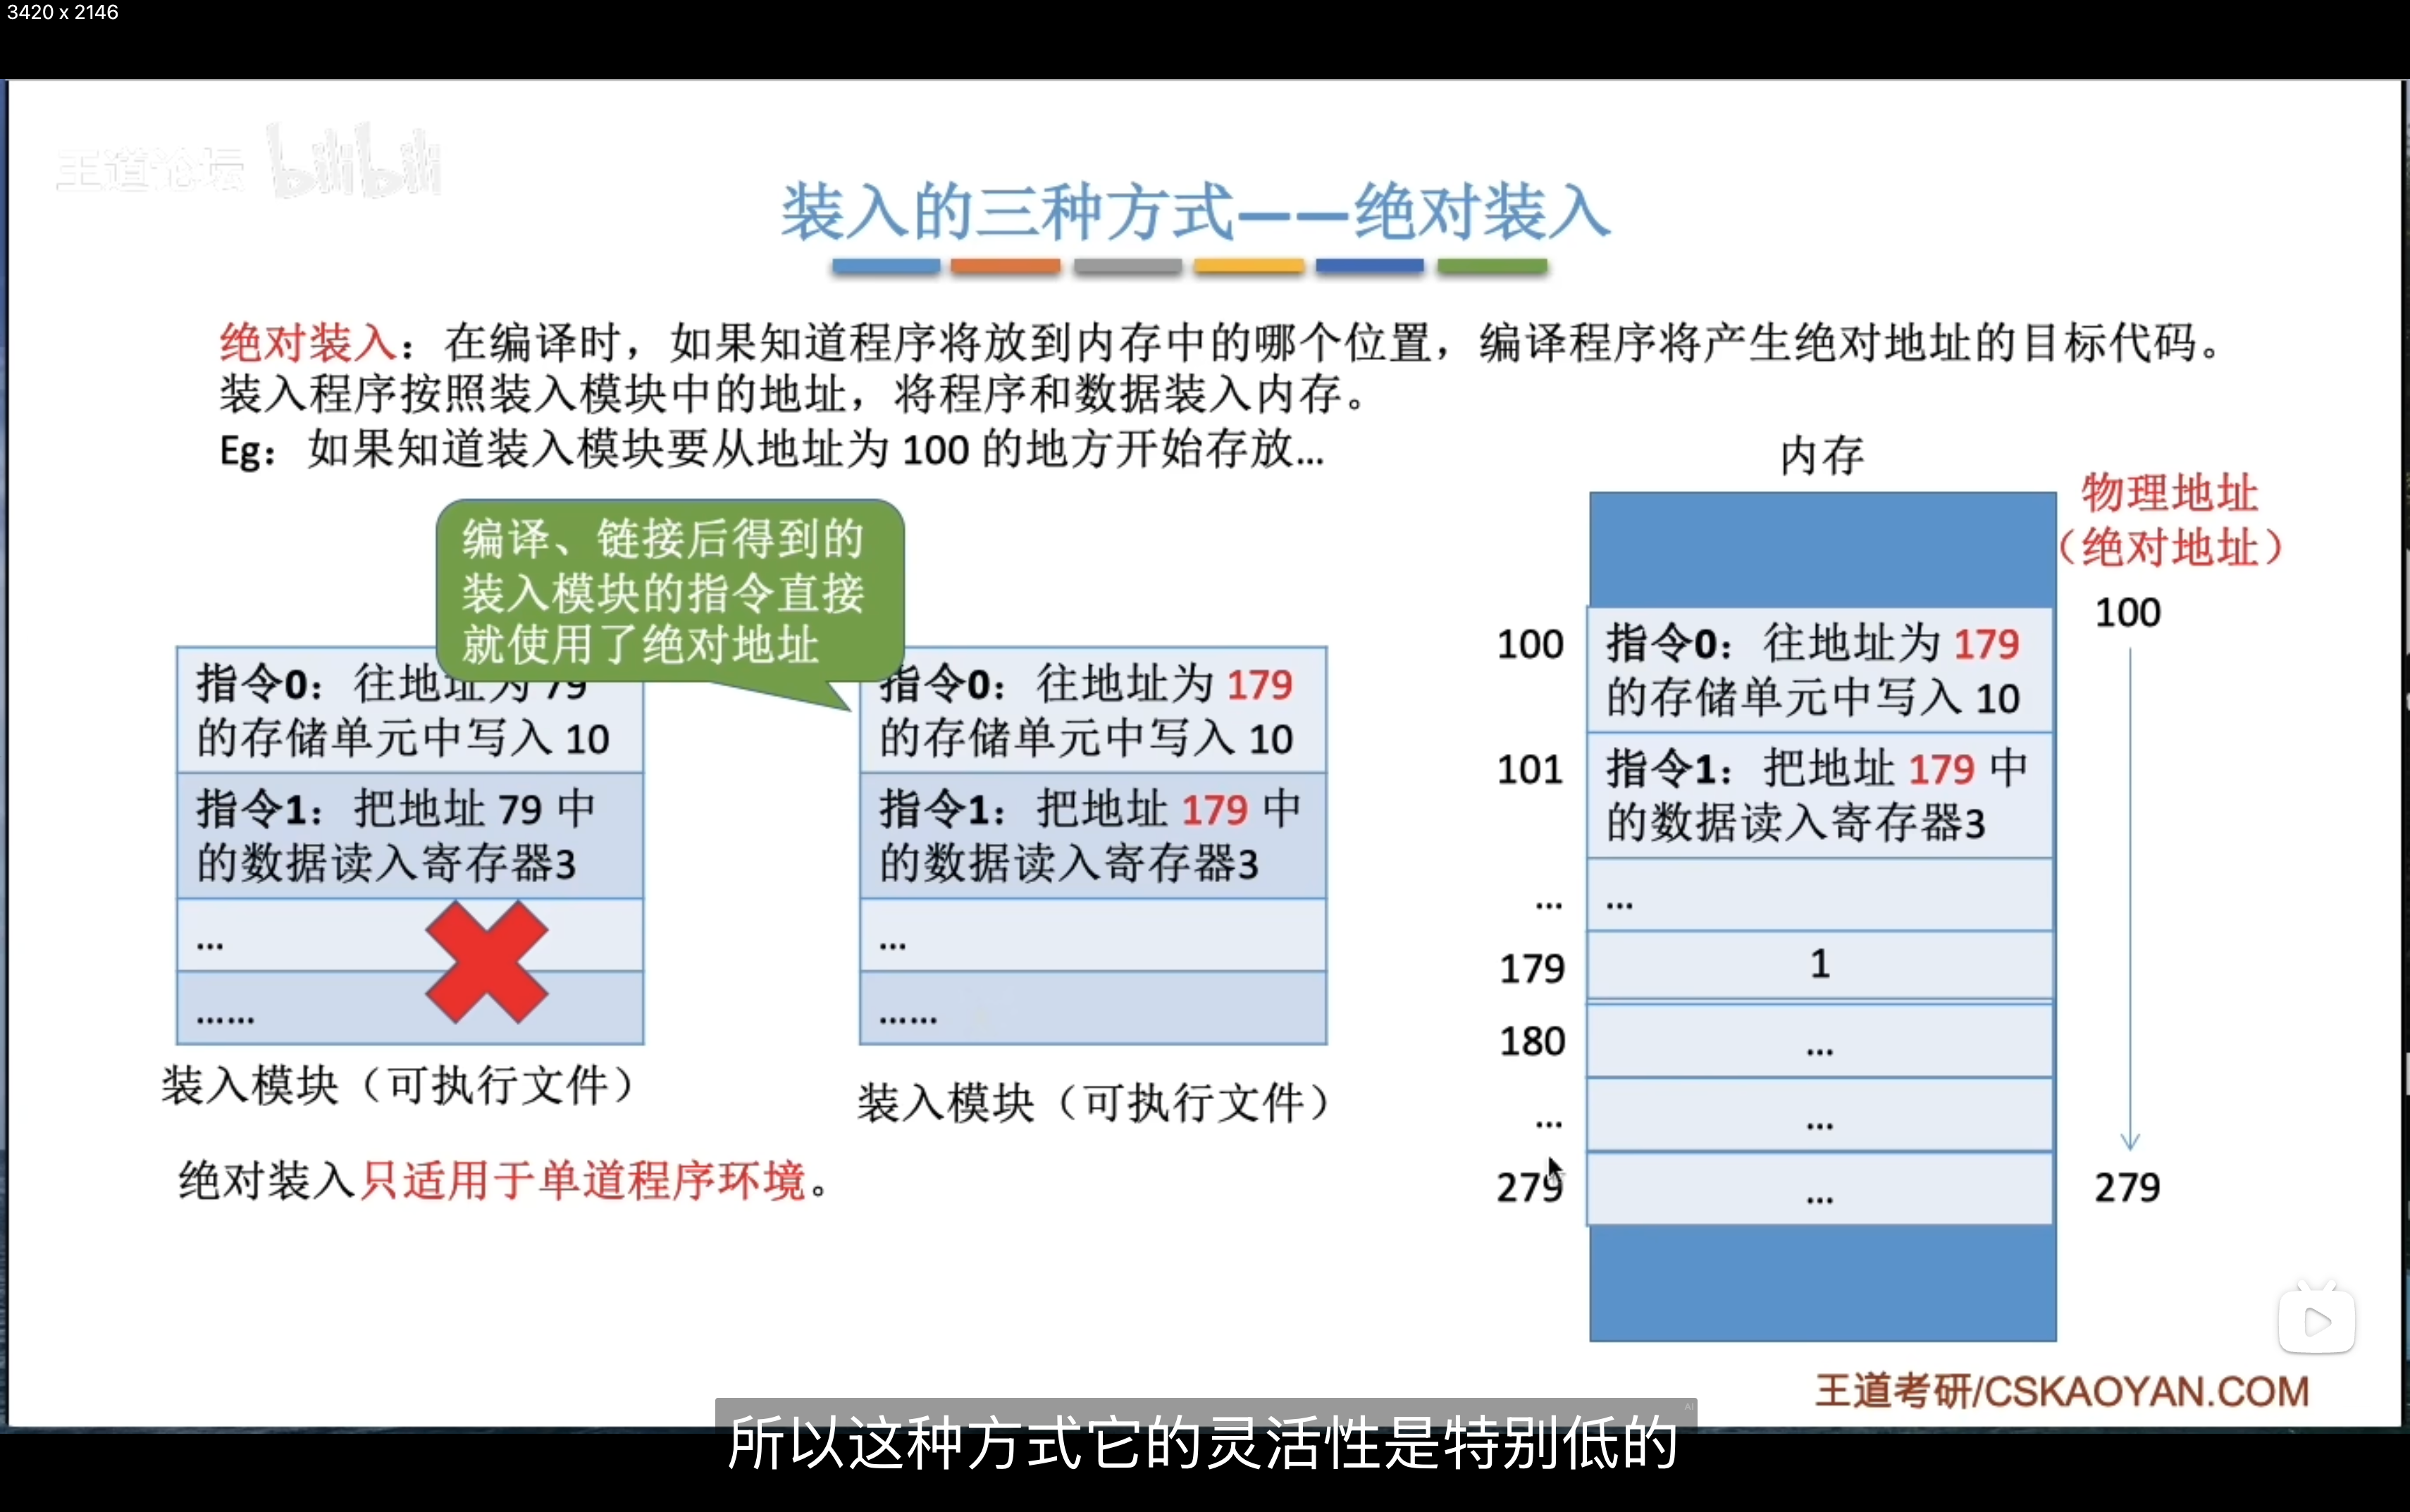 3420 x 2146
王道论坛 bilibili
装入的三种方式——绝对装入
绝对装入：在编译时，如果知道程序将放到内存中的哪个位置，编译程序将产生绝对地址的目标代码。
装入程序按照装入模块中的地址，将程序和数据装入内存。
Eg：如果知道装入模块要从地址为 100 的地方开始存放...
编译、链接后得到的
装入模块的指令直接
就使用了绝对地址
指令0：往地址为 79
的存储单元中写入 10
指令1：把地址 79 中
的数据读入寄存器3
...
......
装入模块（可执行文件）
指令0：往地址为 179
的存储单元中写入 10
指令1：把地址 179 中
的数据读入寄存器3
...
......
装入模块（可执行文件）
绝对装入只适用于单道程序环境。
内存
物理地址
（绝对地址）
100
279
100
指令0：往地址为 179
的存储单元中写入 10
101
指令1：把地址 179 中
的数据读入寄存器3
...
...
179
1
180
...
...
...
279
...
王道考研/CSKAOYAN.COM
AI
所以这种方式它的灵活性是特别低的